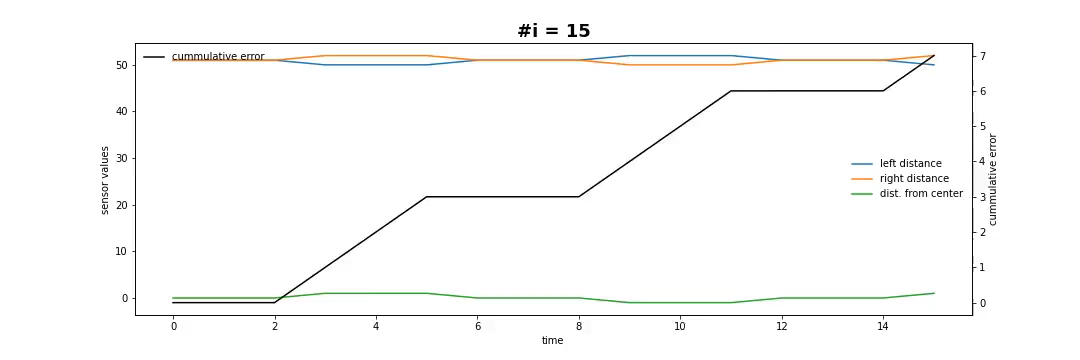 #i = 15
cummulative error
50
40
30
20
10
0
sensor values
7
6
5
4
3
2
1
0
cummulative error
left distance
right distance
dist. from center
0 2 4 6 8 10 12 14
time